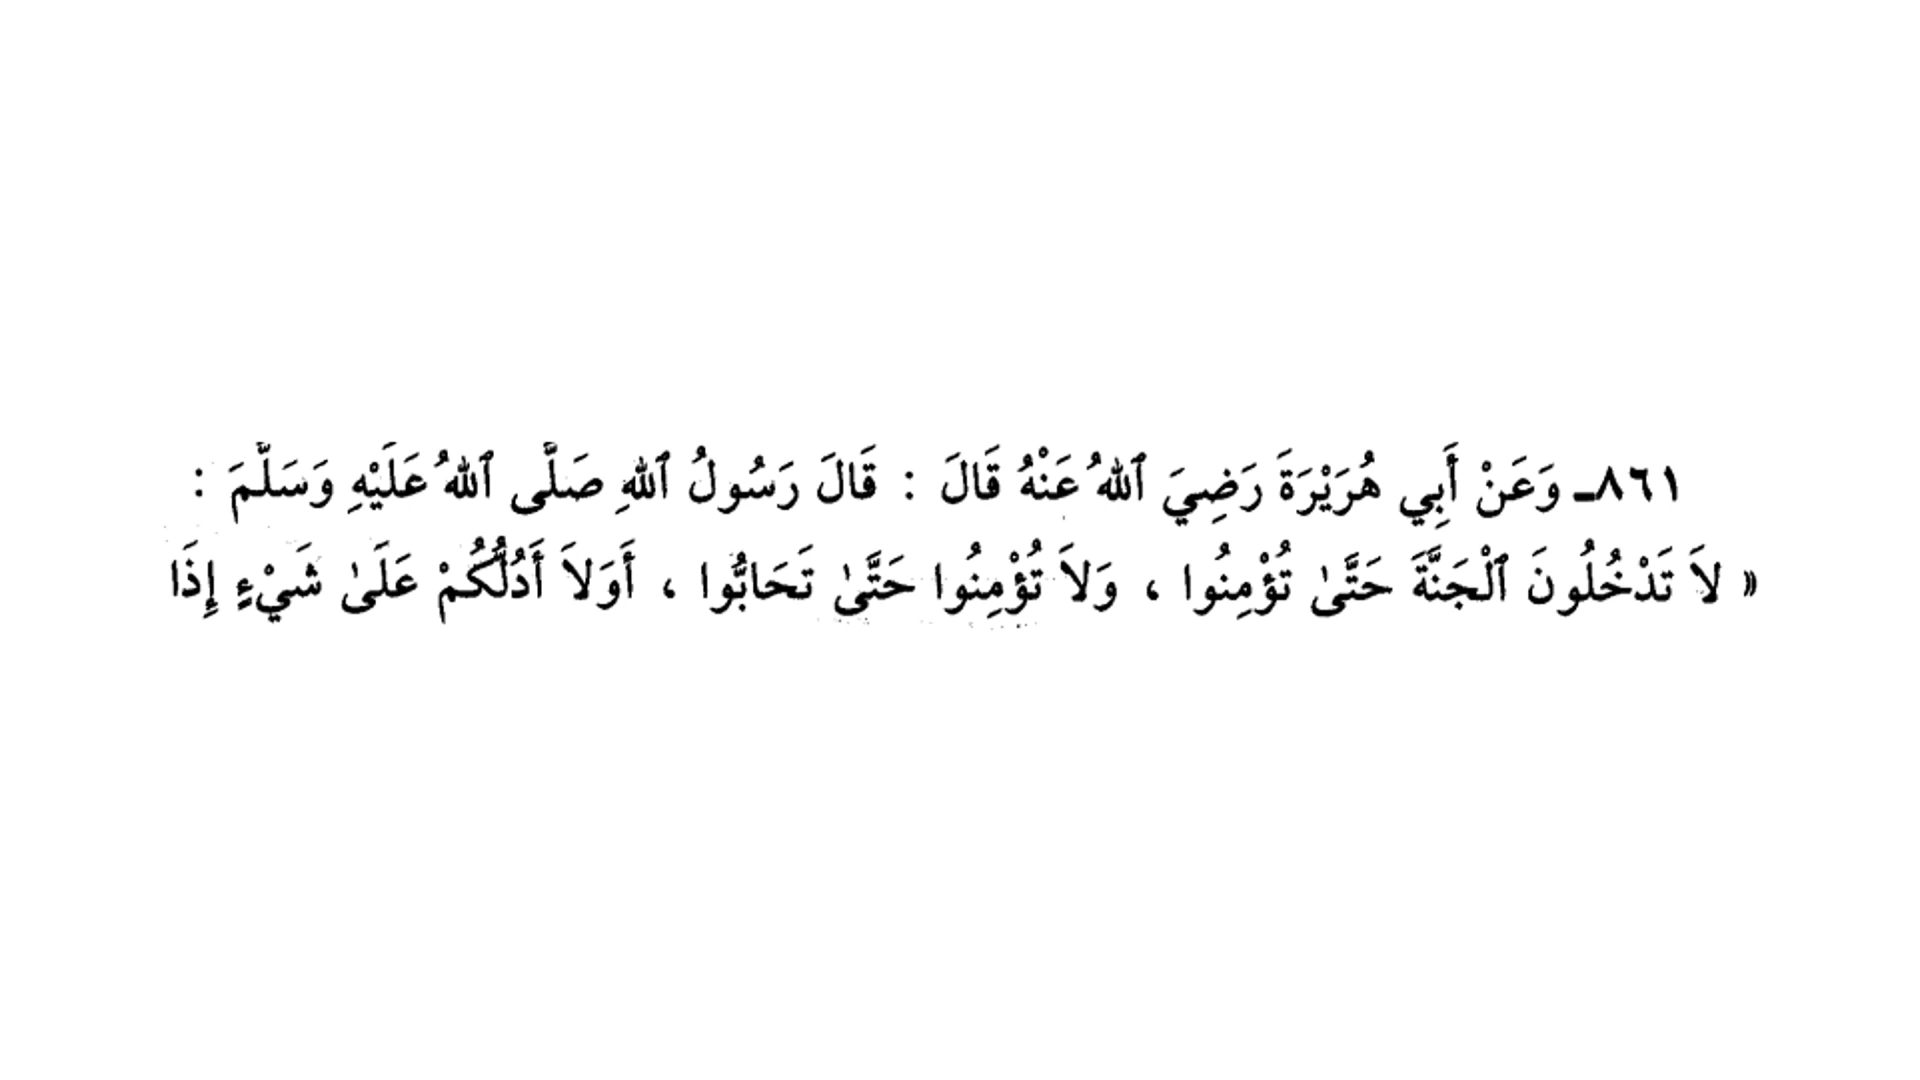 ٨٦١ـ وَعَنْ أَبِي هُرَيْرَةَ رَضِيَ ٱللهُ عَنْهُ قَالَ : قَالَ رَسُولُ ٱللهِ صَلَّى ٱللهُ عَلَيْهِ وَسَلَّمَ :
« لاَ تَدْخُلُونَ ٱلْجَنَّةَ حَتَّىٰ تُؤْمِنُوا ، وَلاَ تُؤْمِنُوا حَتَّىٰ تَحَابُّوا ، أَوَلاَ أَدُلُّكُمْ عَلَىٰ شَيْءٍ إِذَا